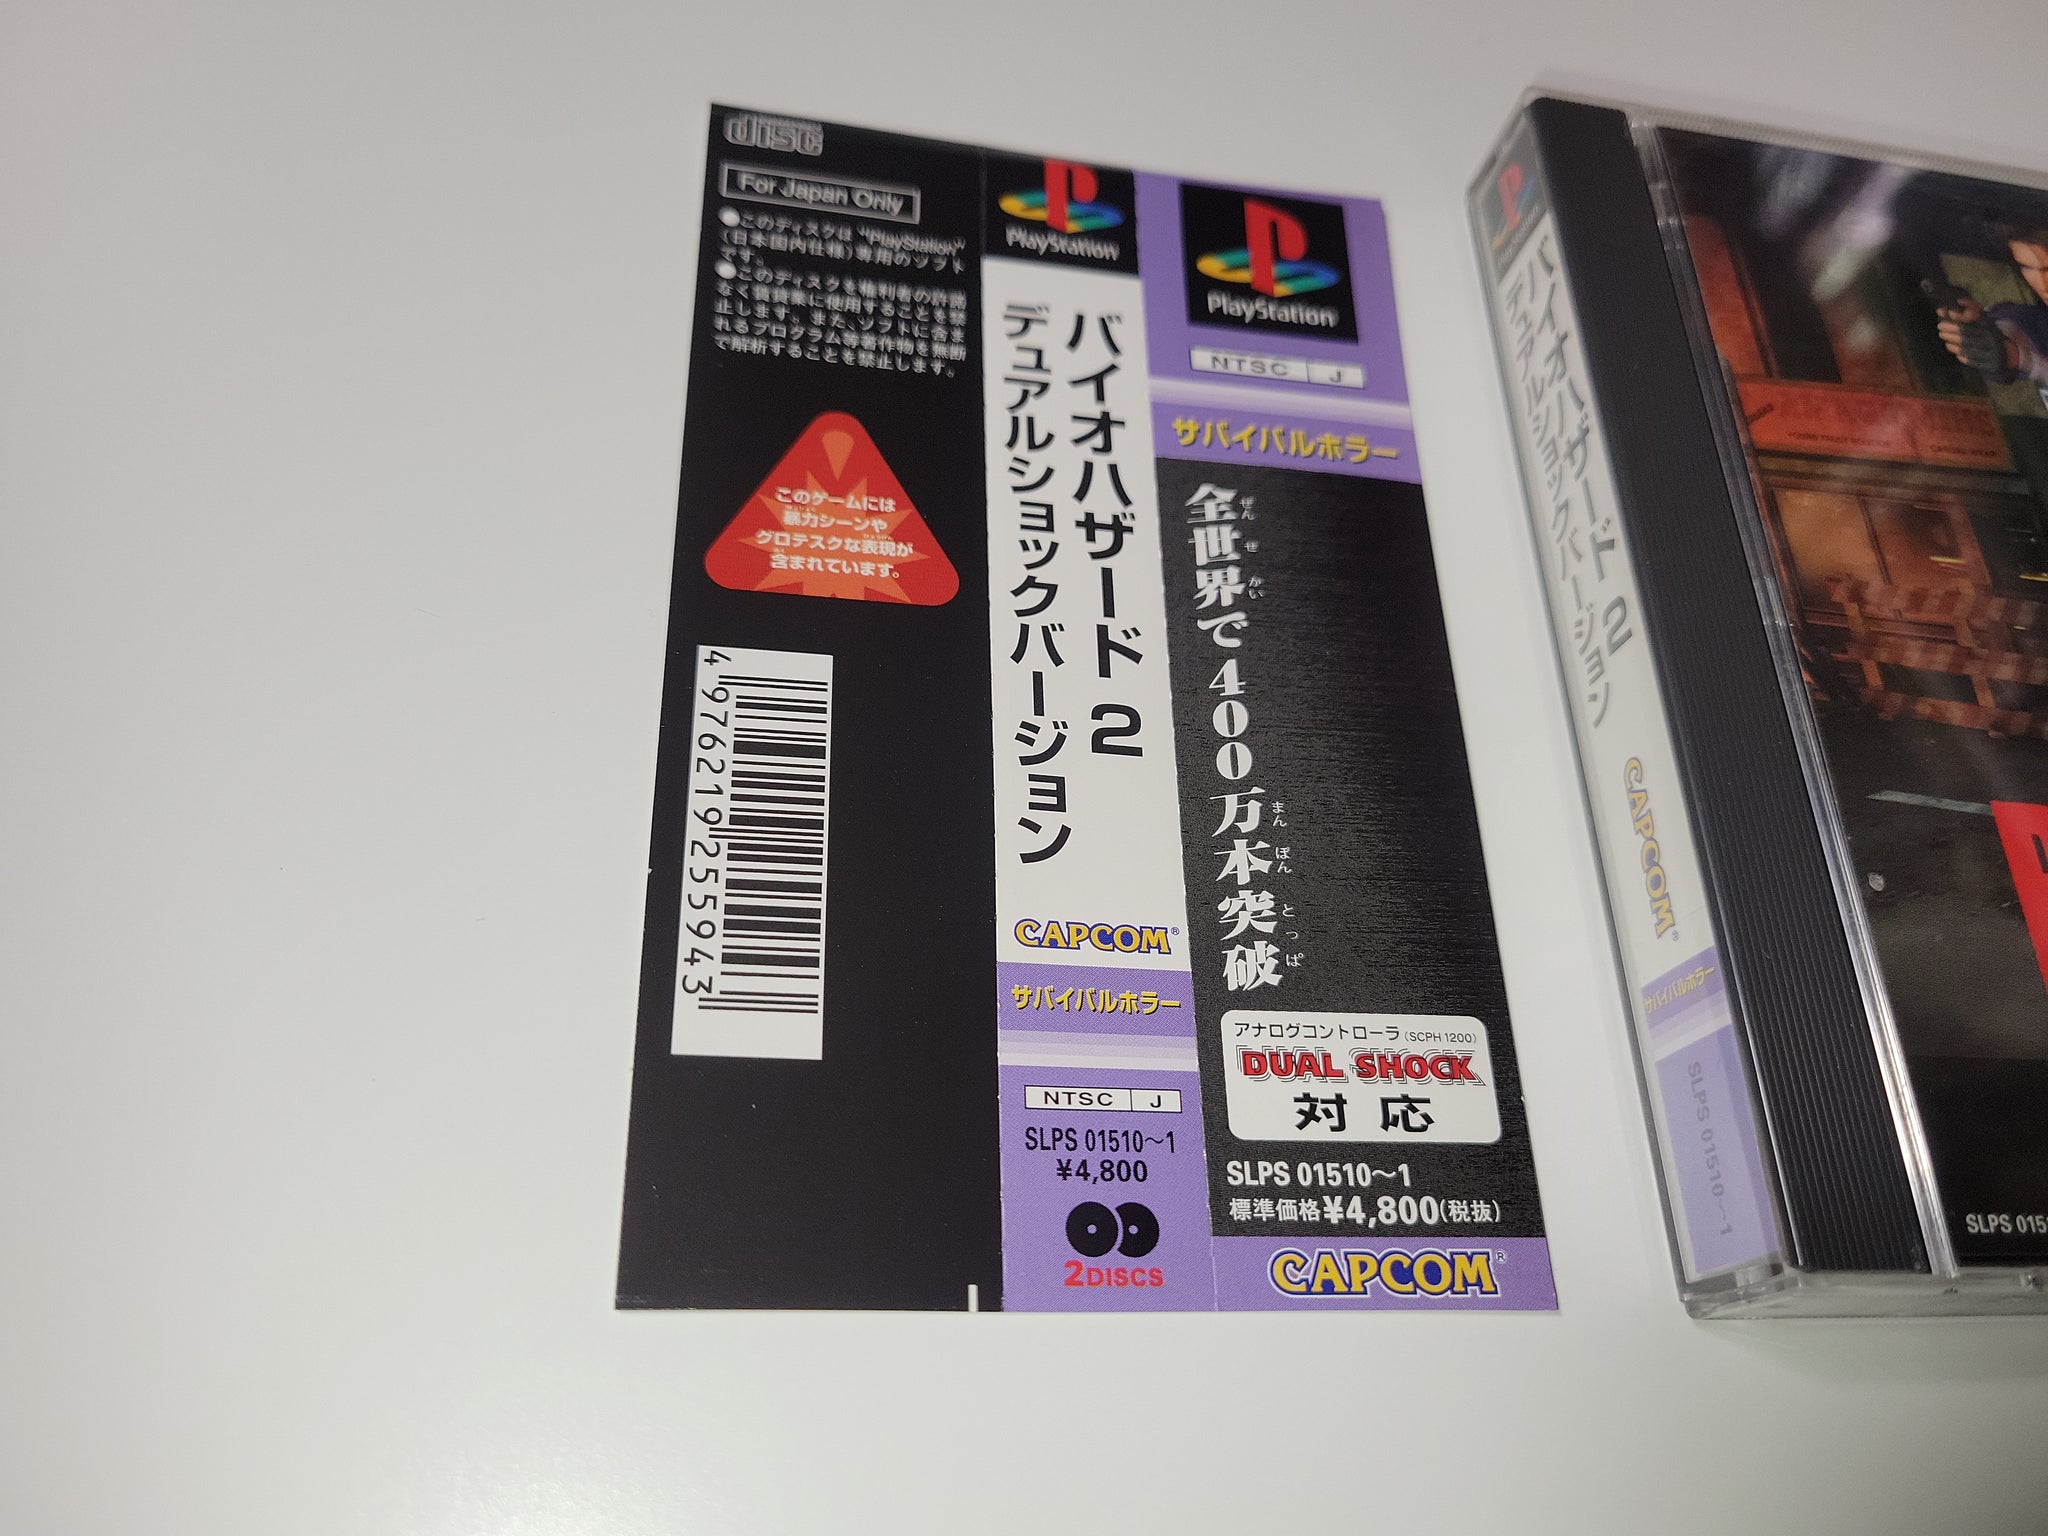 disc
For Japan Only
●このディスクは"PlayStation"
(日本国内仕様)専用のソフト
です。
●このディスクを権利者の許諾
なく賃貸業に使用することを禁
止します。また、ソフトに含ま
れるプログラム等著作物を無断
で解析することを禁止します。
このゲームには
暴力シーンや
グロテスクな表現が
含まれています。
4976219255943
PlayStation
バイオハザード 2
デュアルショックバージョン
CAPCOM®
サバイバルホラー
NTSC J
SLPS 01510～1
¥4,800
2DISCS
PlayStation
NTSC J
サバイバルホラー
全世界で400万本突破
アナログコントローラ(SCPH 1200)
DUAL SHOCK
対応
SLPS 01510～1
標準価格¥4,800(税抜)
CAPCOM®
バイオハザード 2
デュアルショックバージョン
CAPCOM®
サバイバルホラー
SLPS 01510～1